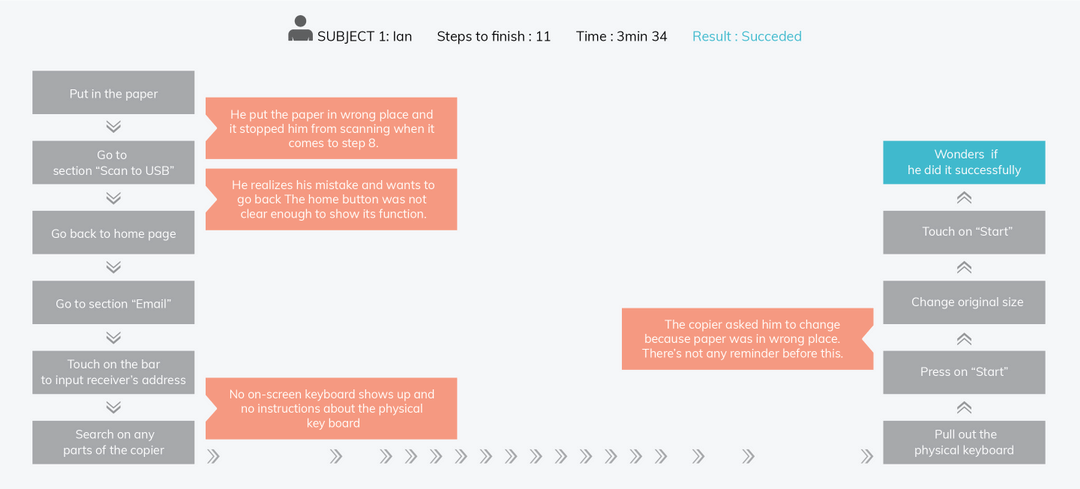 SUBJECT 1: Ian Steps to finish : 11 Time : 3min 34 Result : Succeded
Put in the paper
He put the paper in wrong place and
it stopped him from scanning when it
comes to step 8.
Go to
section “Scan to USB”
He realizes his mistake and wants to
go back The home button was not
clear enough to show its function.
Go back to home page
Go to section “Email”
Touch on the bar
to input receiver’s address
No on-screen keyboard shows up and
no instructions about the physical
key board
Search on any
parts of the copier
Pull out the
physical keyboard
Press on “Start”
The copier asked him to change
because paper was in wrong place.
There’s not any reminder before this.
Change original size
Touch on “Start”
Wonders if
he did it successfully